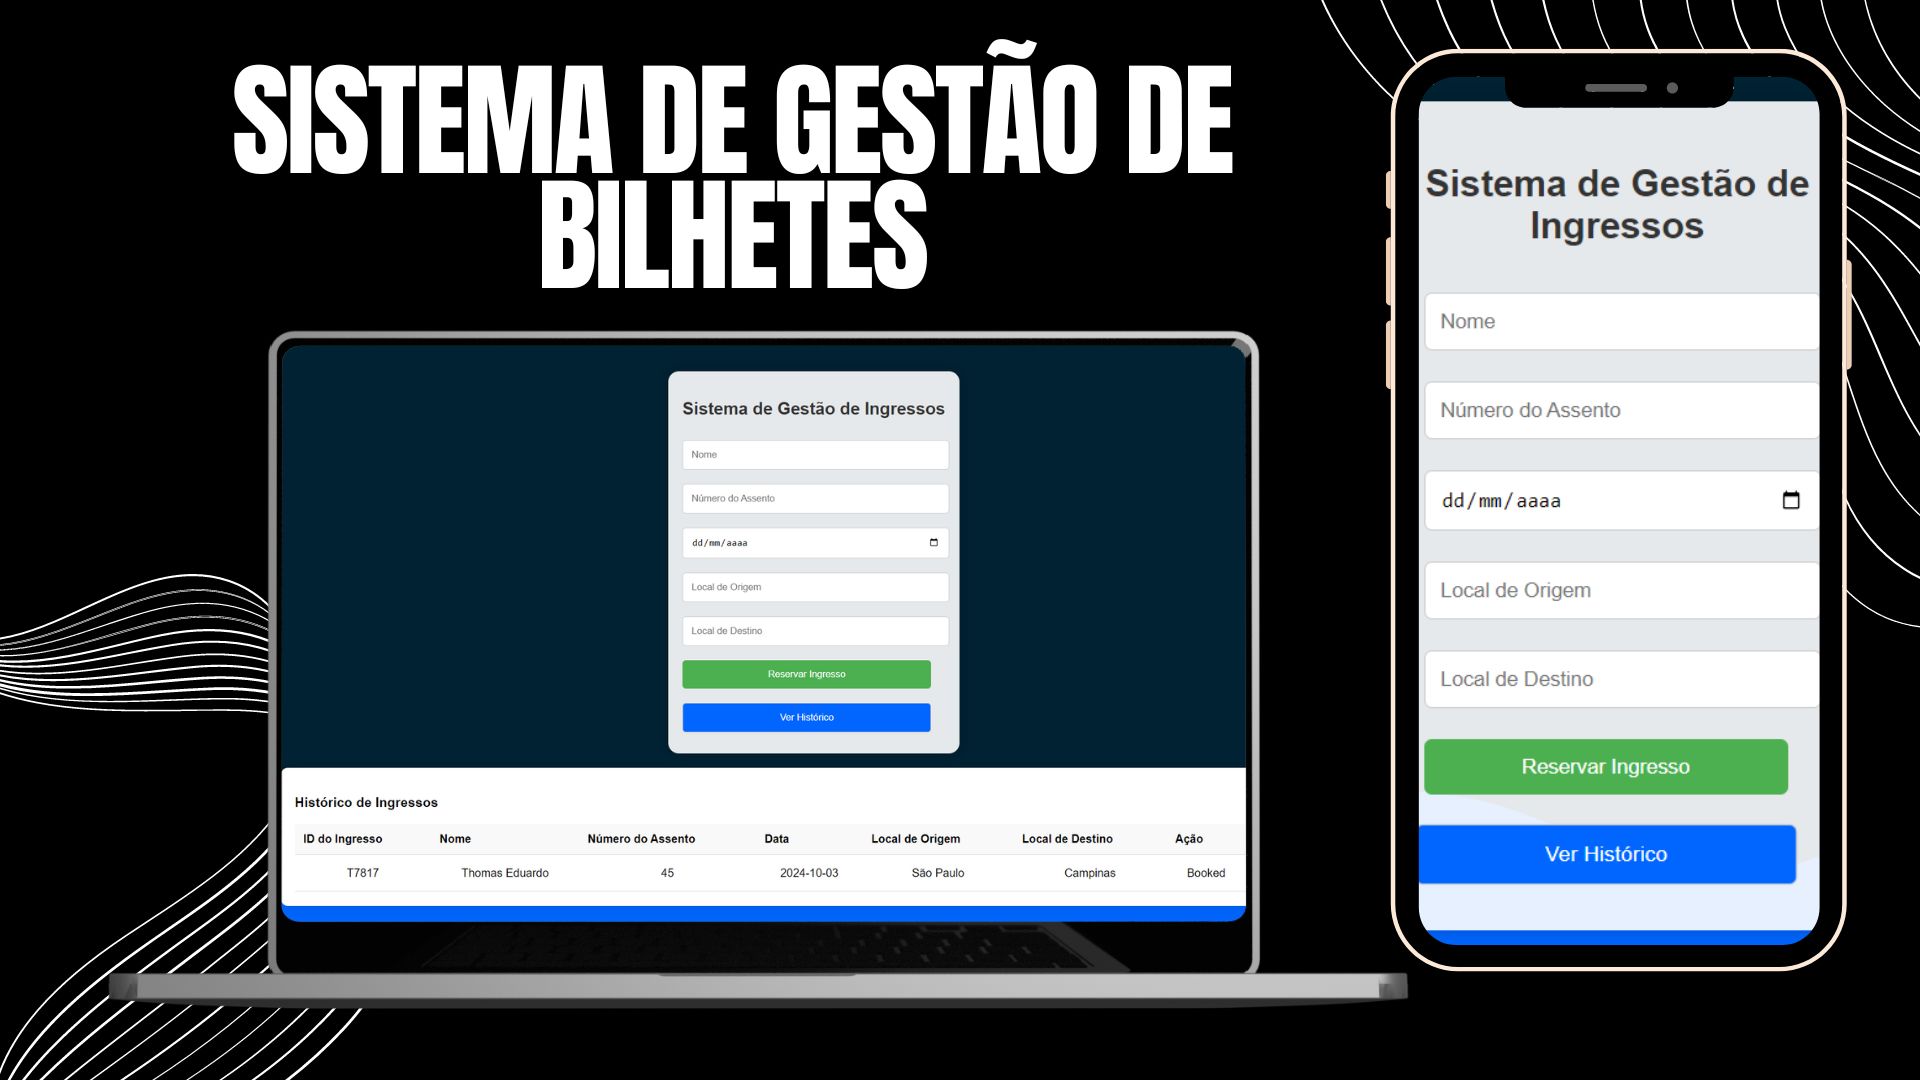 SISTEMA DE GESTÃO DE
BILHETES
Sistema de Gestão de Ingressos
Nome
Número do Assento
dd/mm/aaaa
Local de Origem
Local de Destino
Reservar Ingresso
Ver Histórico
Histórico de Ingressos
ID do Ingresso Nome Número do Assento Data Local de Origem Local de Destino Ação
T7817 Thomas Eduardo 45 2024-10-03 São Paulo Campinas Booked
Sistema de Gestão de
Ingressos
Nome
Número do Assento
dd/mm/aaaa
Local de Origem
Local de Destino
Reservar Ingresso
Ver Histórico